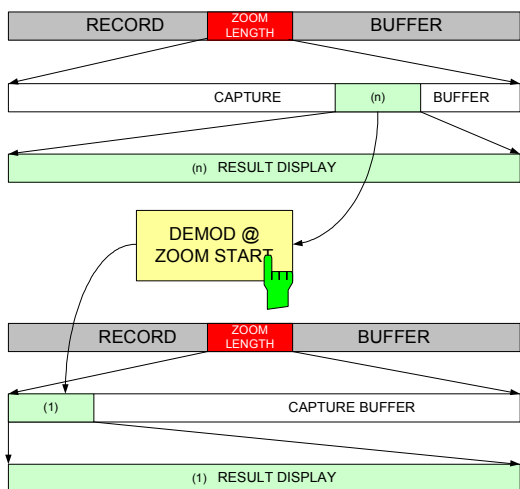 RECORD
ZOOM
LENGTH
BUFFER
CAPTURE
(n)
BUFFER
(n) RESULT DISPLAY
DEMOD @
ZOOM START
RECORD
ZOOM
LENGTH
BUFFER
(1)
CAPTURE BUFFER
(1) RESULT DISPLAY